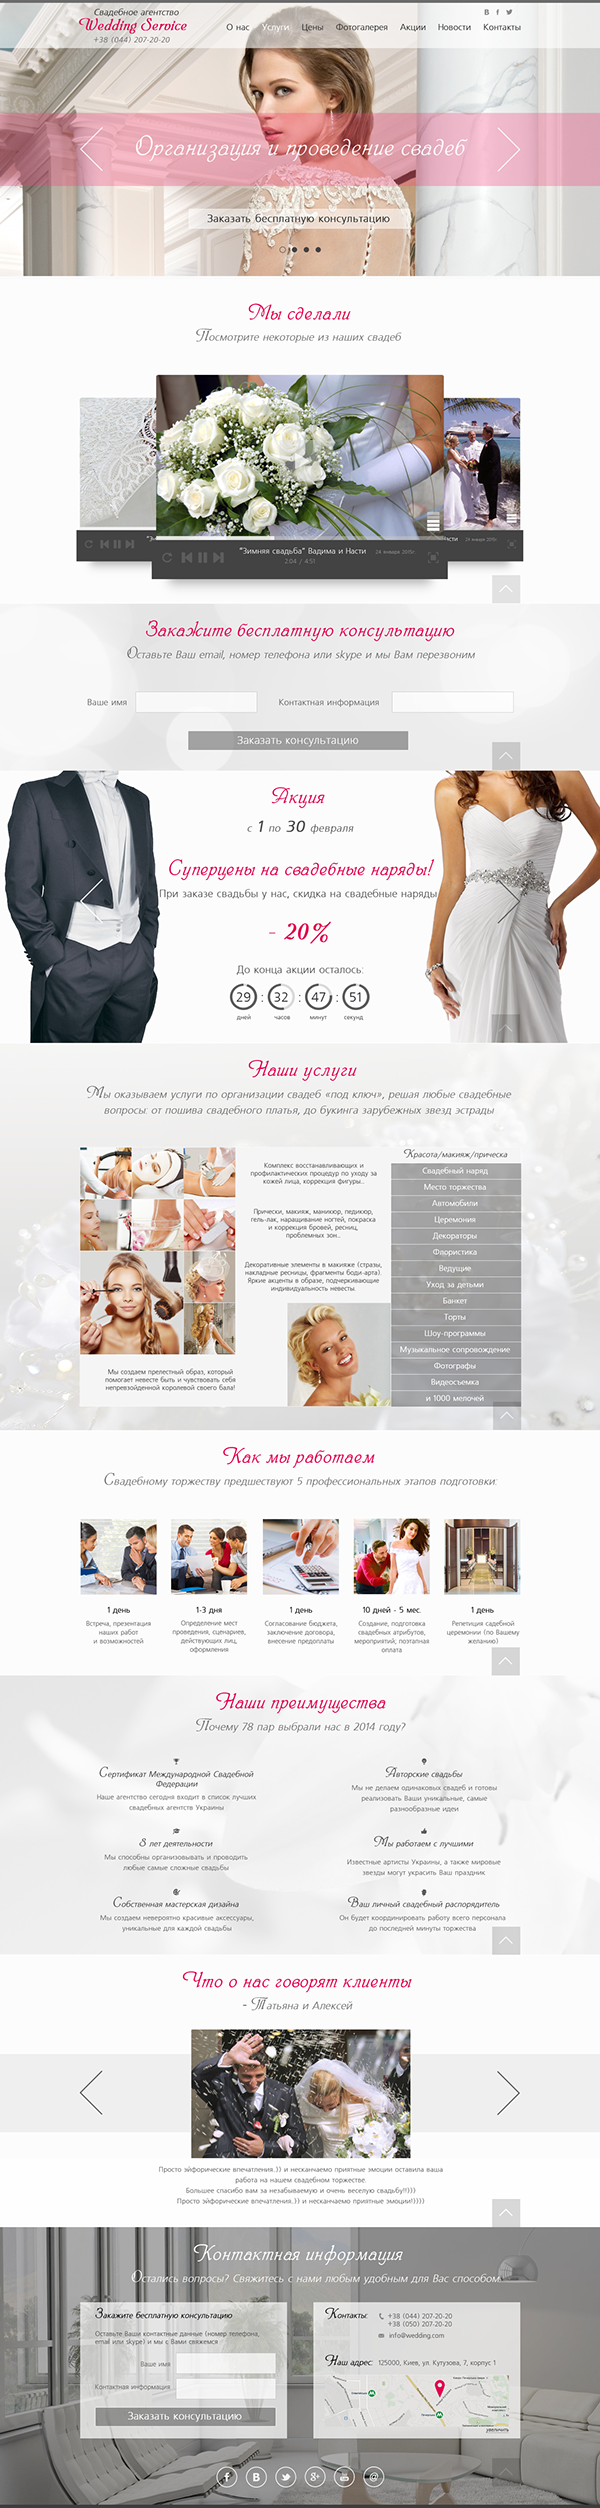 Свадебное агентство
Wedding Service
+38 (044) 207-20-20
О нас Услуги Цены Фотогалерея Акции Новости Контакты
Организация и проведение свадеб
Заказать бесплатную консультацию
Мы сделали
Посмотрите некоторые из наших свадеб
"Зимняя свадьба" Вадима и Насти 24 января 2015г.
2:04 / 4:51
Закажите бесплатную консультацию
Оставьте Ваш email, номер телефона или skype и мы Вам перезвоним
Ваше имя Контактная информация
Заказать консультацию
Акция
с 1 по 30 февраля
Суперцены на свадебные наряды!
При заказе свадьбы у нас, скидка на свадебные наряды
- 20%
До конца акции осталось:
29 : 32 : 47 : 51
дней часов минут секунд
Наши услуги
Мы оказываем услуги по организации свадеб «под ключ», решая любые свадебные
вопросы: от пошива свадебного платья, до букинга зарубежных звезд эстрады
Комплекс восстанавливающих и
профилактических процедур по уходу за
кожей лица, коррекция фигуры..
Прически, макияж, маникюр, педикюр,
гель-лак, наращивание ногтей, покраска
и коррекция бровей, ресниц,
проблемных зон..
Декоративные элементы в макияже (стразы,
накладные ресницы, фрагменты боди-арта).
Яркие акценты в образе, подчеркивающие
индивидуальность невесты.
Мы создаем прелестный образ, который
помогает невесте быть и чувствовать себя
непревзойденной королевой своего бала!
Красота/макияж/прическа
Свадебный наряд
Место торжества
Автомобили
Церемония
Декораторы
Флористика
Ведущие
Уход за детьми
Банкет
Торты
Шоу-программы
Музыкальное сопровождение
Фотографы
Видеосъемка
и 1000 мелочей
Как мы работаем
Свадебному торжеству предшествуют 5 профессиональных этапов подготовки:
1 день
Встреча, презентация
наших работ
и возможностей
1-3 дня
Определение мест
проведения, сценариев,
действующих лиц,
оформления
1 день
Согласование бюджета,
заключение договора,
внесение предоплаты
10 дней - 5 мес.
Создание, подготовка
свадебных атрибутов,
мероприятий; поэтапная
оплата
1 день
Репетиция садебной
церемонии (по Вашему
желанию)
Наши преимущества
Почему 78 пар выбрали нас в 2014 году?
Сертификат Международной Свадебной
Федерации
Наше агентство сегодня входит в список лучших
свадебных агентств Украины
Авторские свадьбы
Мы не делаем одинаковых свадеб и готовы
реализовать Ваши уникальные, самые
разнообразные идеи
8 лет деятельности
Мы способны организовывать и проводить
любые самые сложные свадьбы
Мы работаем с лучшими
Известные артисты Украины, а также мировые
звезды могут украсить Ваш праздник
Собственная мастерская дизайна
Мы создаем невероятно красивые аксессуары,
уникальные для каждой свадьбы
Ваш личный свадебный распорядитель
Он будет координировать работу всего персонала
до последней минуты торжества
Что о нас говорят клиенты
- Татьяна и Алексей
Просто эйфорические впечатления.)) и нескончаемо приятные эмоции оставила ваша
работа на нашем свадебном торжестве.
Большее спасибо вам за незабываемую и очень веселую свадьбу!!)))
Просто эйфорические впечатления.)) и нескончаемо приятные эмоции!))))
Контактная информация
Остались вопросы? Свяжитесь с нами любым удобным для Вас способом.
Закажите бесплатную консультацию
Оставьте Ваши контактные данные (номер телефона,
email или skype) и мы с Вами свяжемся
Ваше имя
Контактная информация
Заказать консультацию
Контакты: +38 (044) 207-20-20
+38 (050) 207-20-20
info@wedding.com
Наш адрес: 125000, Киев, ул. Кутузова, 7, корпус 1
увеличить